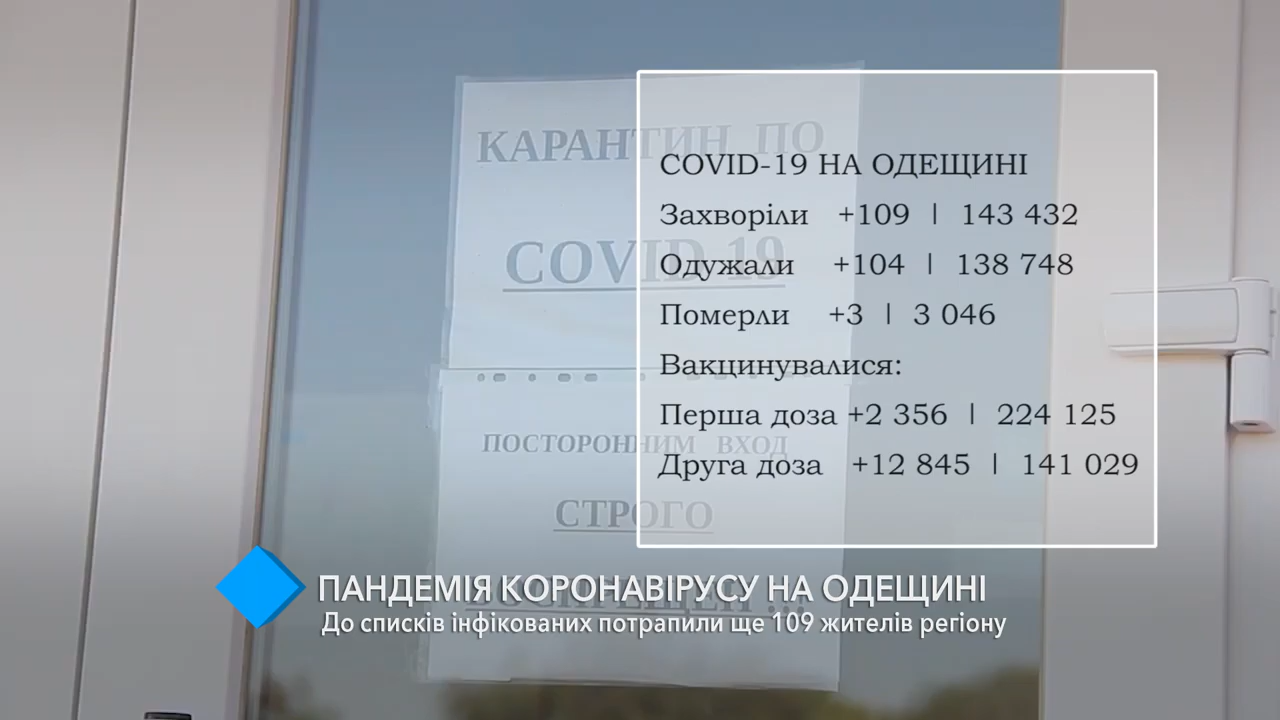 КАРАНТИН ПО
COVID 19
ПОСТОРОННИМ ВХОД
СТРОГО
COVID-19 НА ОДЕЩИНІ
Захворіли +109 | 143 432
Одужали +104 | 138 748
Померли +3 | 3 046
Вакцинувалися:
Перша доза +2 356 | 224 125
Друга доза +12 845 | 141 029
ПАНДЕМІЯ КОРОНАВІРУСУ НА ОДЕЩИНІ
До списків інфікованих потрапили ще 109 жителів регіону